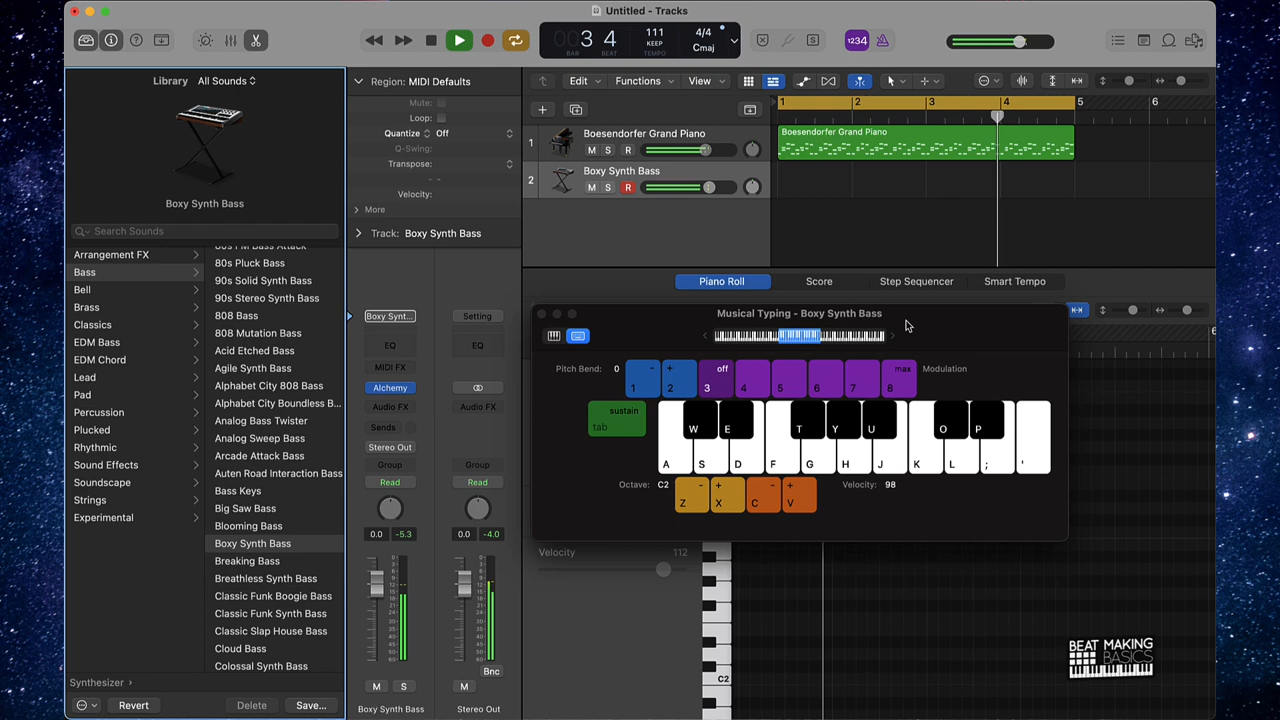 Untitled - Tracks
003 4
BAR BEAT
111
KEEP
TEMPO
4/4
Cmaj
1234
Library All Sounds
Boxy Synth Bass
Search Sounds
Arrangement FX
Bass
Bell
Brass
Classics
EDM Bass
EDM Chord
Lead
Pad
Percussion
Plucked
Rhythmic
Sound Effects
Soundscape
Strings
Experimental
80s FM Bass Attack
80s Pluck Bass
90s Solid Synth Bass
90s Stereo Synth Bass
808 Bass
808 Mutation Bass
Acid Etched Bass
Agile Synth Bass
Alphabet City 808 Bass
Alphabet City Boundless B...
Analog Bass Twister
Analog Sweep Bass
Arcade Attack Bass
Auten Road Interaction Bass
Bass Keys
Big Saw Bass
Blooming Bass
Boxy Synth Bass
Breaking Bass
Breathless Synth Bass
Classic Funk Boogie Bass
Classic Funk Synth Bass
Classic Slap House Bass
Cloud Bass
Colossal Synth Bass
Synthesizer
Revert Delete Save...
Region: MIDI Defaults
Mute:
Loop:
Quantize Off
Q-Swing:
Transpose:
Velocity:
More
Track: Boxy Synth Bass
Boxy Synt... Setting
EQ EQ
MIDI FX
Alchemy
Audio FX Audio FX
Sends
Stereo Out
Group Group
Read Read
0.0 -5.3 0.0 -4.0
Bnc
M S M
Boxy Synth Bass Stereo Out
Edit Functions View
1 2 3 4 5 6
1 Boesendorfer Grand Piano
M S R
Boesendorfer Grand Piano
2 Boxy Synth Bass
M S R
Piano Roll Score Step Sequencer Smart Tempo
Musical Typing - Boxy Synth Bass
Pitch Bend: 0 - + off max Modulation
1 2 3 4 5 6 7 8
sustain
tab
W E T Y U O P
A S D F G H J K L ; '
Octave: C2 - + - + Velocity: 98
Z X C V
Velocity 112
C2
BEAT MAKING
BASICS